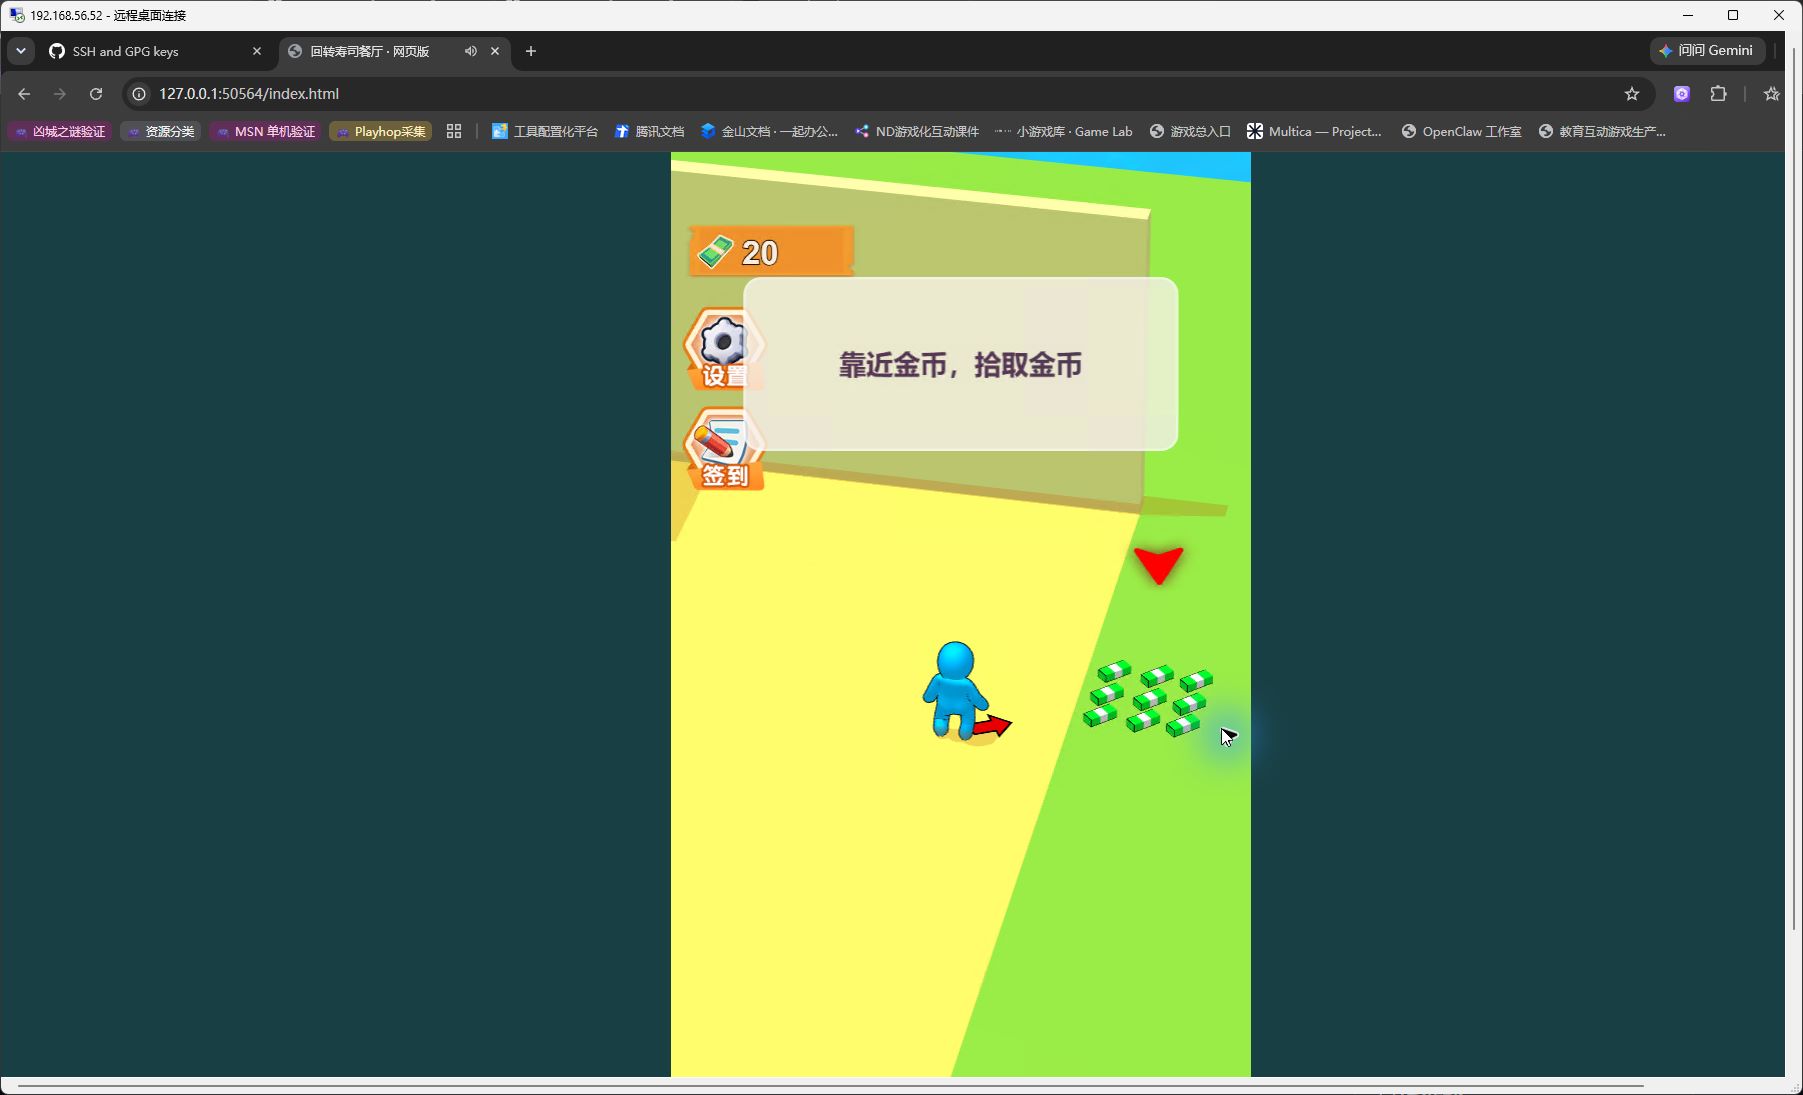 192.168.56.52 - 远程桌面连接
SSH and GPG keys
回转寿司餐厅 · 网页版
问问 Gemini
127.0.0.1:50564/index.html
凶城之谜验证
资源分类
MSN 单机验证
Playhop采集
工具配置化平台
腾讯文档
金山文档 · 一起办公...
ND游戏化互动课件
小游戏库 · Game Lab
游戏总入口
Multica — Project...
OpenClaw 工作室
教育互动游戏生产...
20
靠近金币，拾取金币
设置
签到